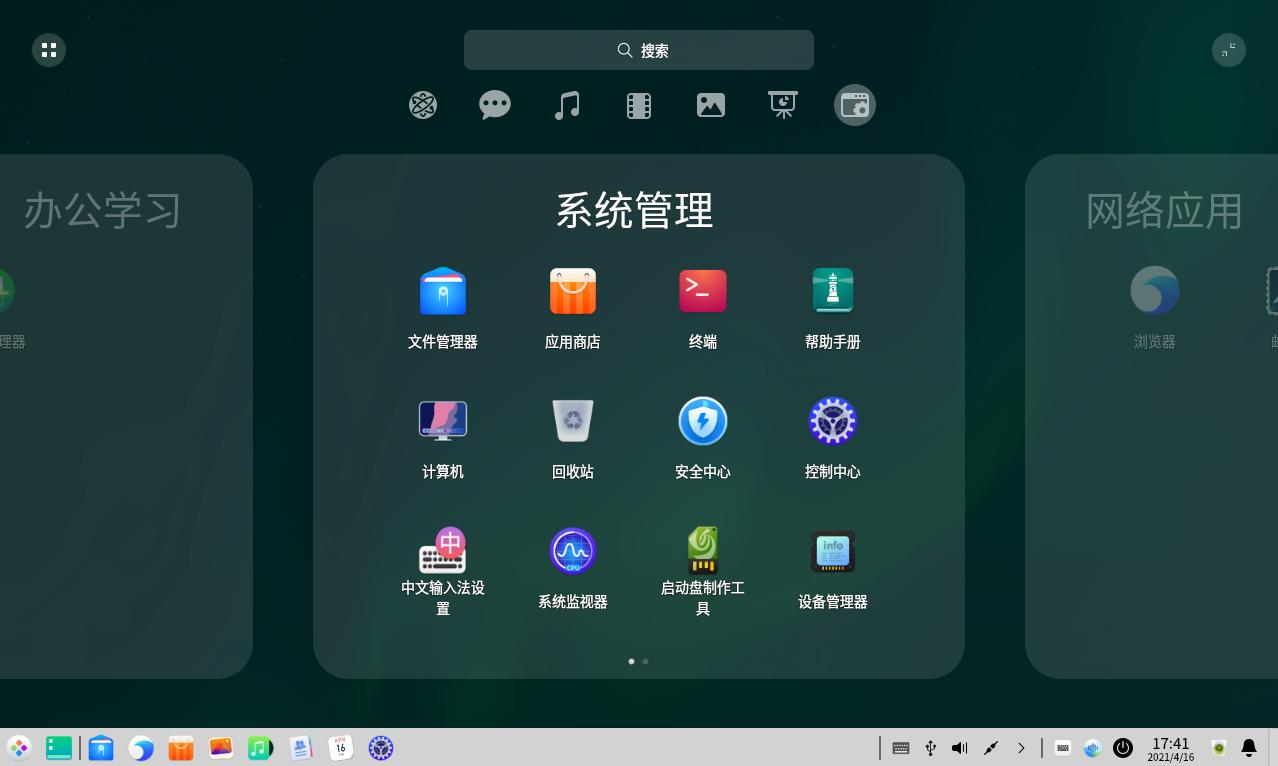 搜索
办公学习
系统管理
网络应用
文件管理器
应用商店
终端
帮助手册
理器
浏览器
计算机
回收站
安全中心
控制中心
中
CPU
info
中文输入法设
置
系统监视器
启动盘制作工
具
设备管理器
16
17:41
2021/4/16